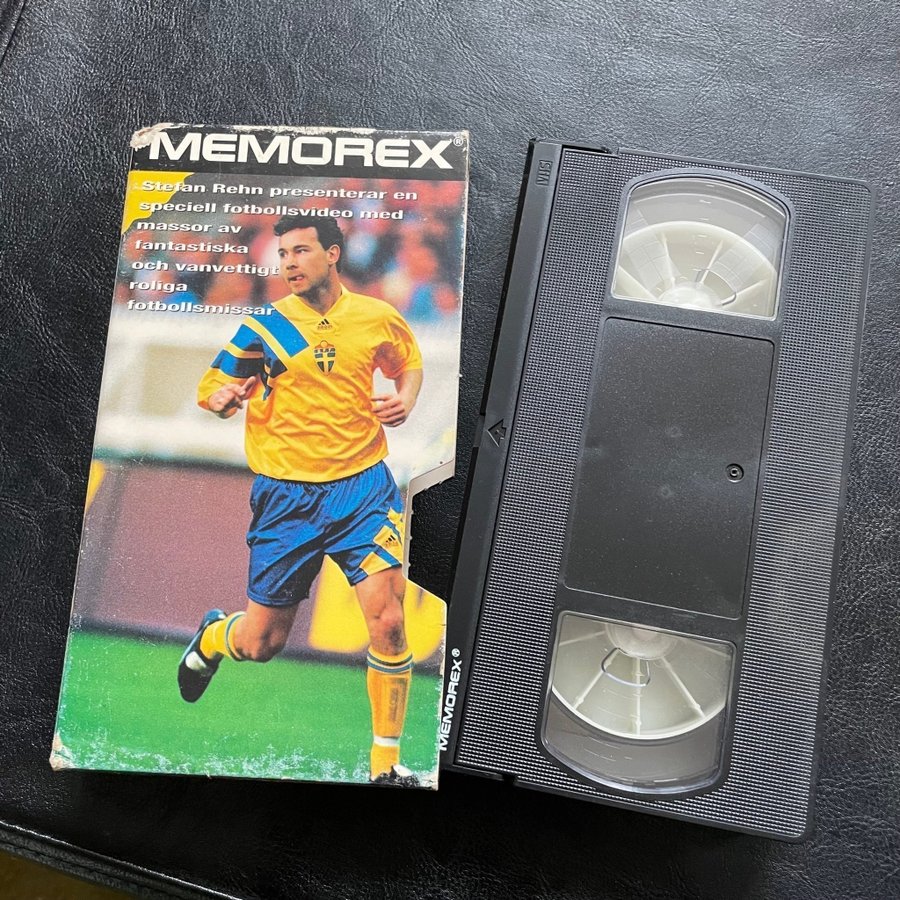 MEMOREX®
Stefan Rehn presenterar en
speciell fotbollsvideo med
massor av
fantastiska
och vanvettigt
roliga
fotbollsmissar
VHS
MEMOREX®